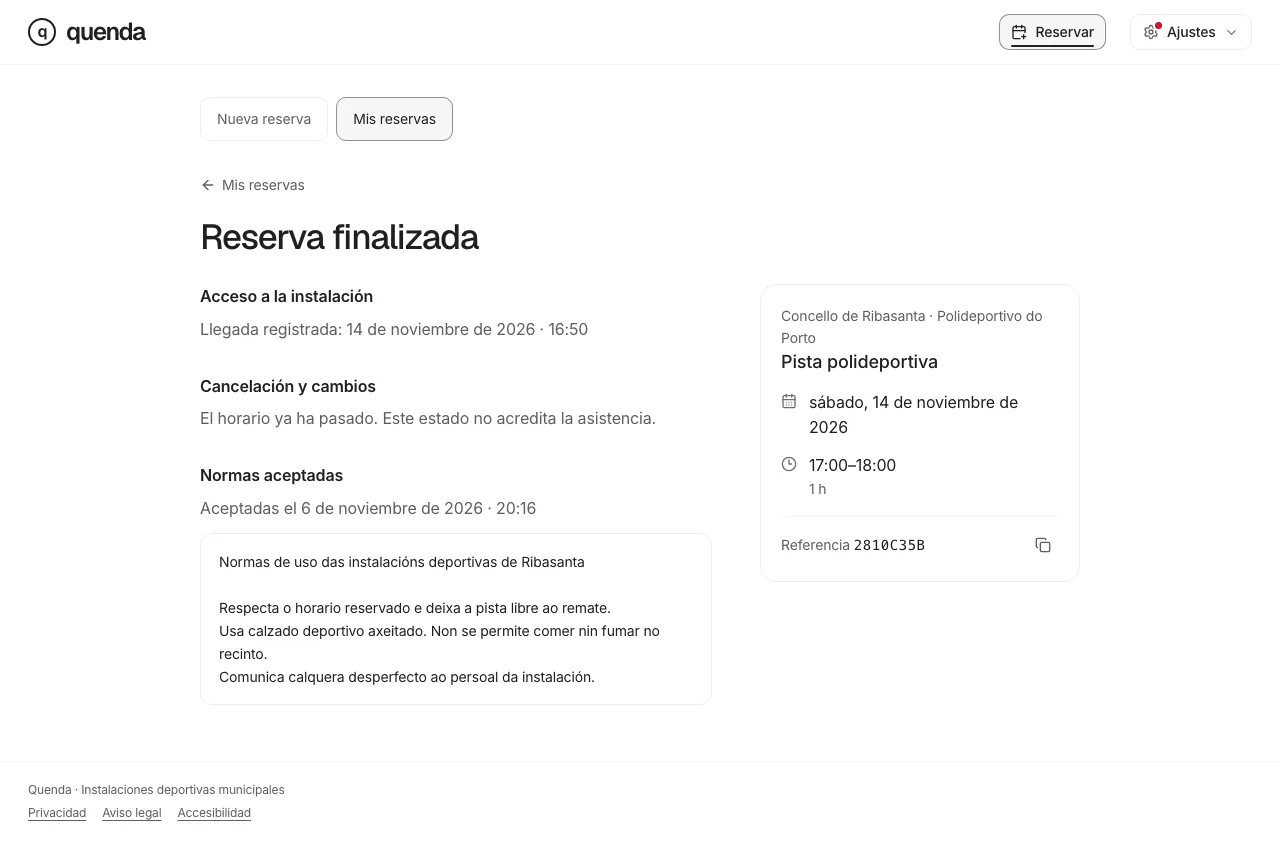 q quenda
Reservar
Ajustes
Nueva reserva
Mis reservas
Mis reservas
Reserva finalizada
Acceso a la instalación
Llegada registrada: 14 de noviembre de 2026 · 16:50
Cancelación y cambios
El horario ya ha pasado. Este estado no acredita la asistencia.
Normas aceptadas
Aceptadas el 6 de noviembre de 2026 · 20:16
Normas de uso das instalacións deportivas de Ribasanta
Respecta o horario reservado e deixa a pista libre ao remate.
Usa calzado deportivo axeitado. Non se permite comer nin fumar no
recinto.
Comunica calquera desperfecto ao persoal da instalación.
Concello de Ribasanta · Polideportivo do
Porto
Pista polideportiva
sábado, 14 de noviembre de
2026
17:00–18:00
1 h
Referencia 2810C35B
Quenda · Instalaciones deportivas municipales
Privacidad
Aviso legal
Accesibilidad